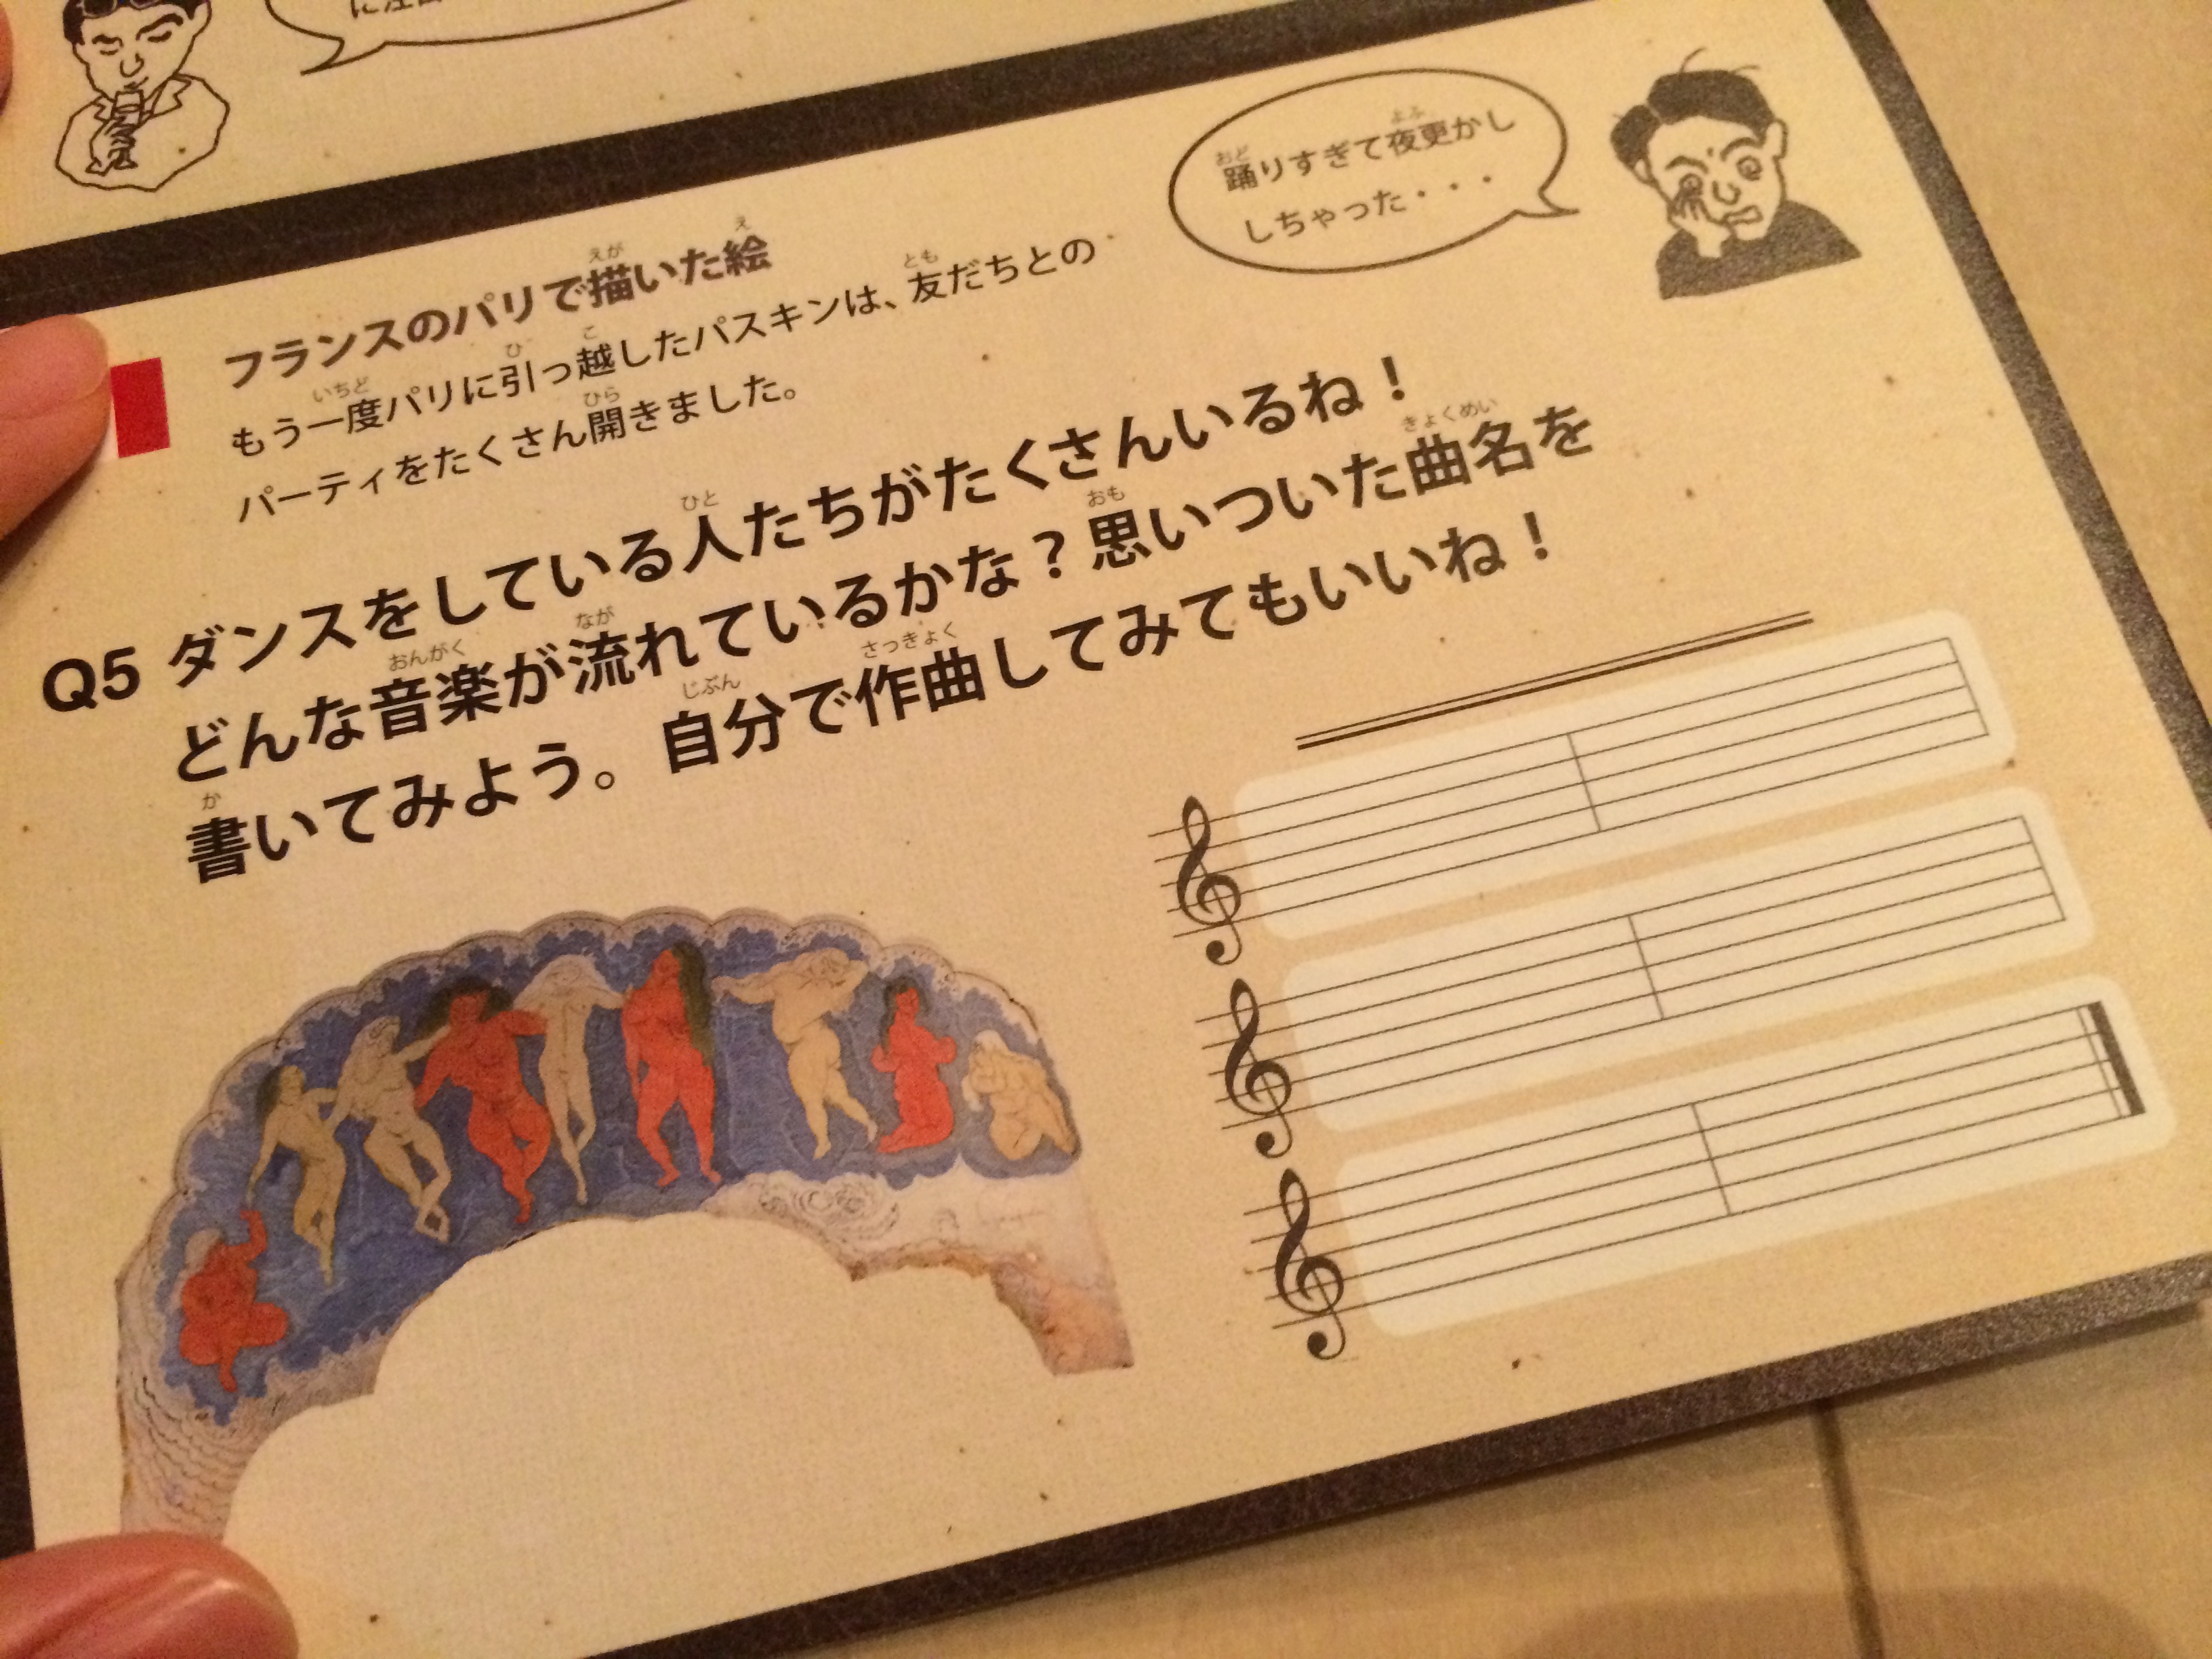 踊りすぎて夜更かし
しちゃった・・・
フランスのパリで描いた絵
もう一度パリに引っ越したパスキンは、友だちとの
パーティをたくさん開きました。
Q5 ダンスをしている人たちがたくさんいるね！
どんな音楽が流れているかな？思いついた曲名を
書いてみよう。自分で作曲してみてもいいね！